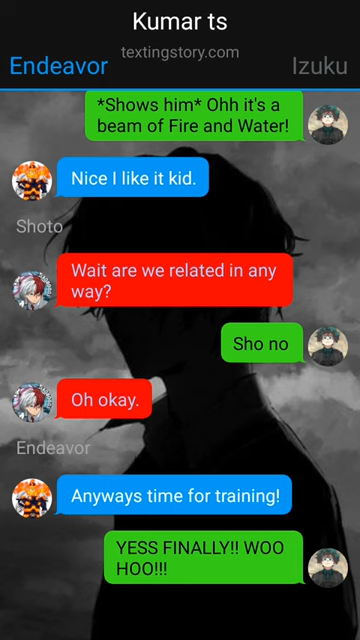 Kumar ts
textingstory.com
Endeavor
Izuku
*Shows him* Ohh it's a
beam of Fire and Water!
Nice I like it kid.
Shoto
Wait are we related in any
way?
Sho no
Oh okay.
Endeavor
Anyways time for training!
YESS FINALLY!! WOO
HOO!!!